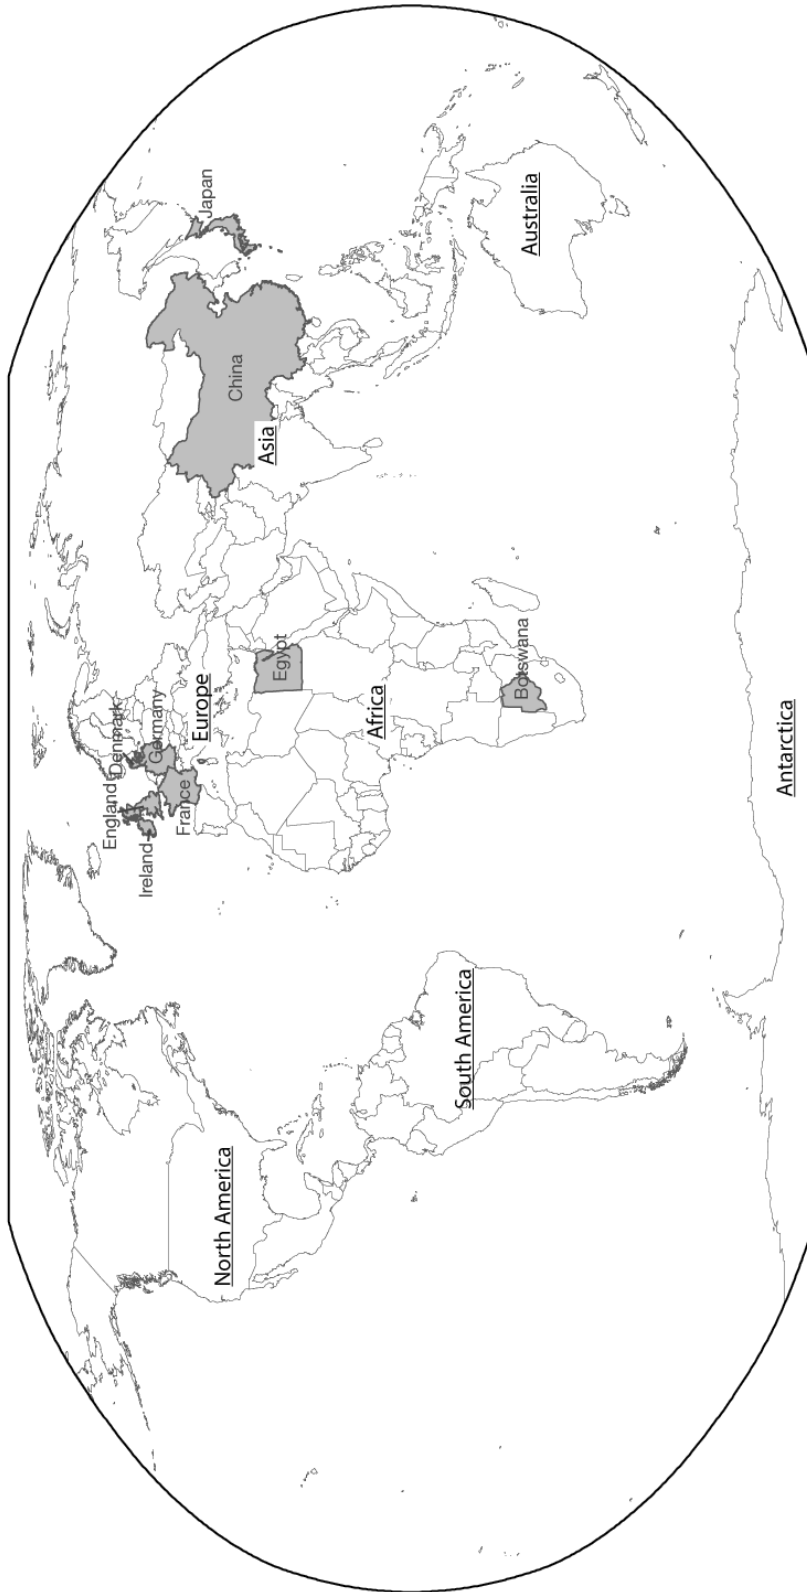 England
Denmark
Ireland
Germany
France
Europe
Japan
China
Asia
North America
Egypt
Africa
South America
Botswana
Australia
Antarctica